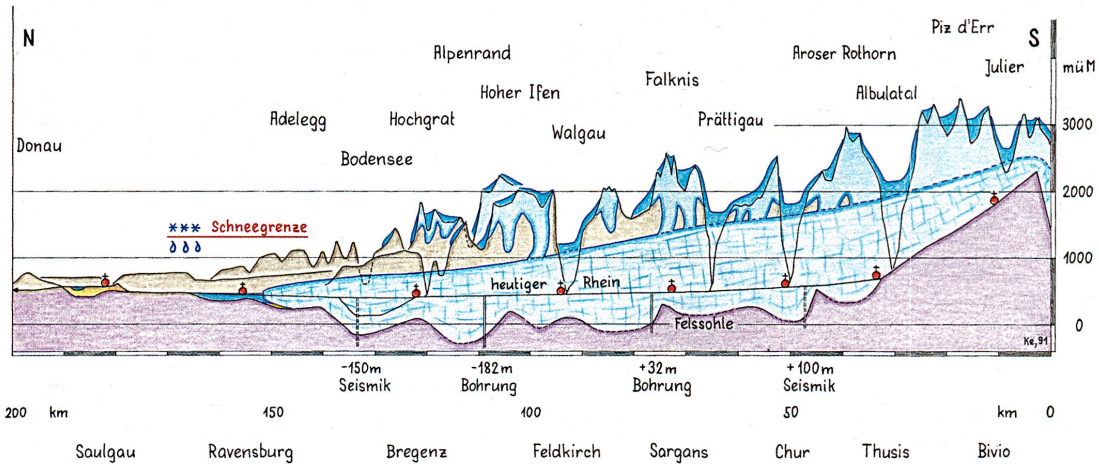 N
Piz d'Err
S
Alpenrand
Aroser Rothorn
Julier
müM
Falknis
Hoher Ifen
Albulatal
Adelegg
Hochgrat
Prättigau
Walgau
3000
Donau
Bodensee
2000
*** Schneegrenze
1000
heutiger Rhein
Felssohle
0
Ke,91
-150m
Seismik
-182m
Bohrung
+32m
Bohrung
+100m
Seismik
200 km 150 100 50 km 0
Saulgau Ravensburg Bregenz Feldkirch Sargans Chur Thusis Bivio